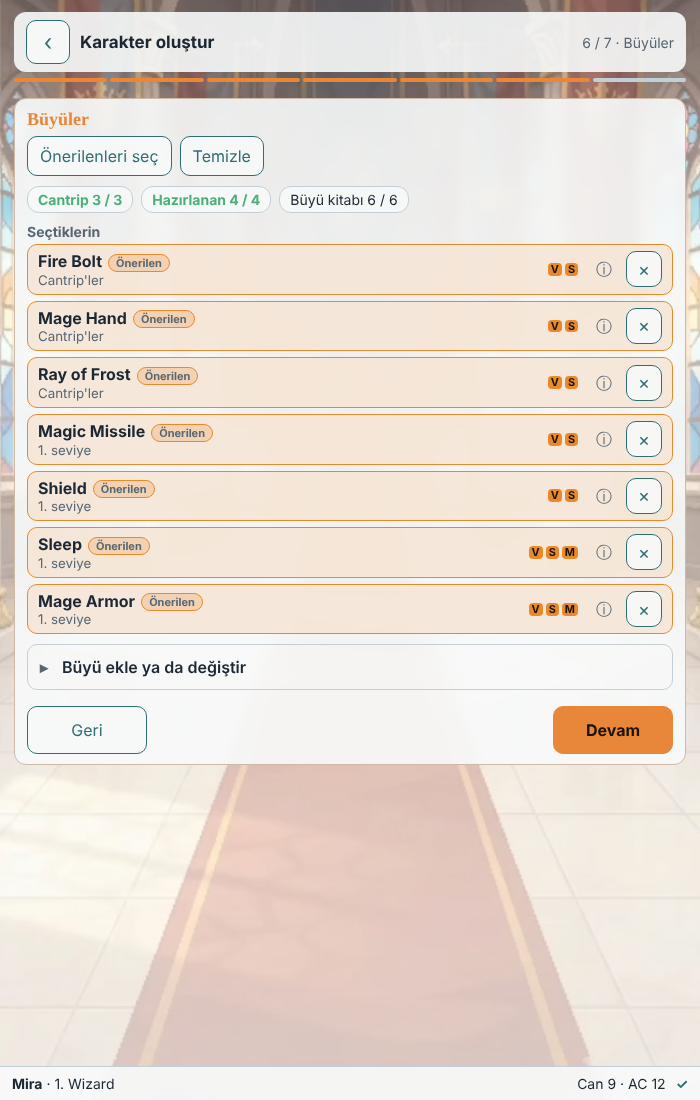 Karakter oluştur
6 / 7 · Büyüler
Büyüler
Önerilenleri seç
Temizle
Cantrip 3 / 3
Hazırlanan 4 / 4
Büyü kitabı 6 / 6
Seçtiklerin
Fire Bolt Önerilen
Cantrip'ler
V S
Mage Hand Önerilen
Cantrip'ler
V S
Ray of Frost Önerilen
Cantrip'ler
V S
Magic Missile Önerilen
1. seviye
V S
Shield Önerilen
1. seviye
V S
Sleep Önerilen
1. seviye
V S M
Mage Armor Önerilen
1. seviye
V S M
Büyü ekle ya da değiştir
Geri
Devam
Mira · 1. Wizard
Can 9 · AC 12 ✓